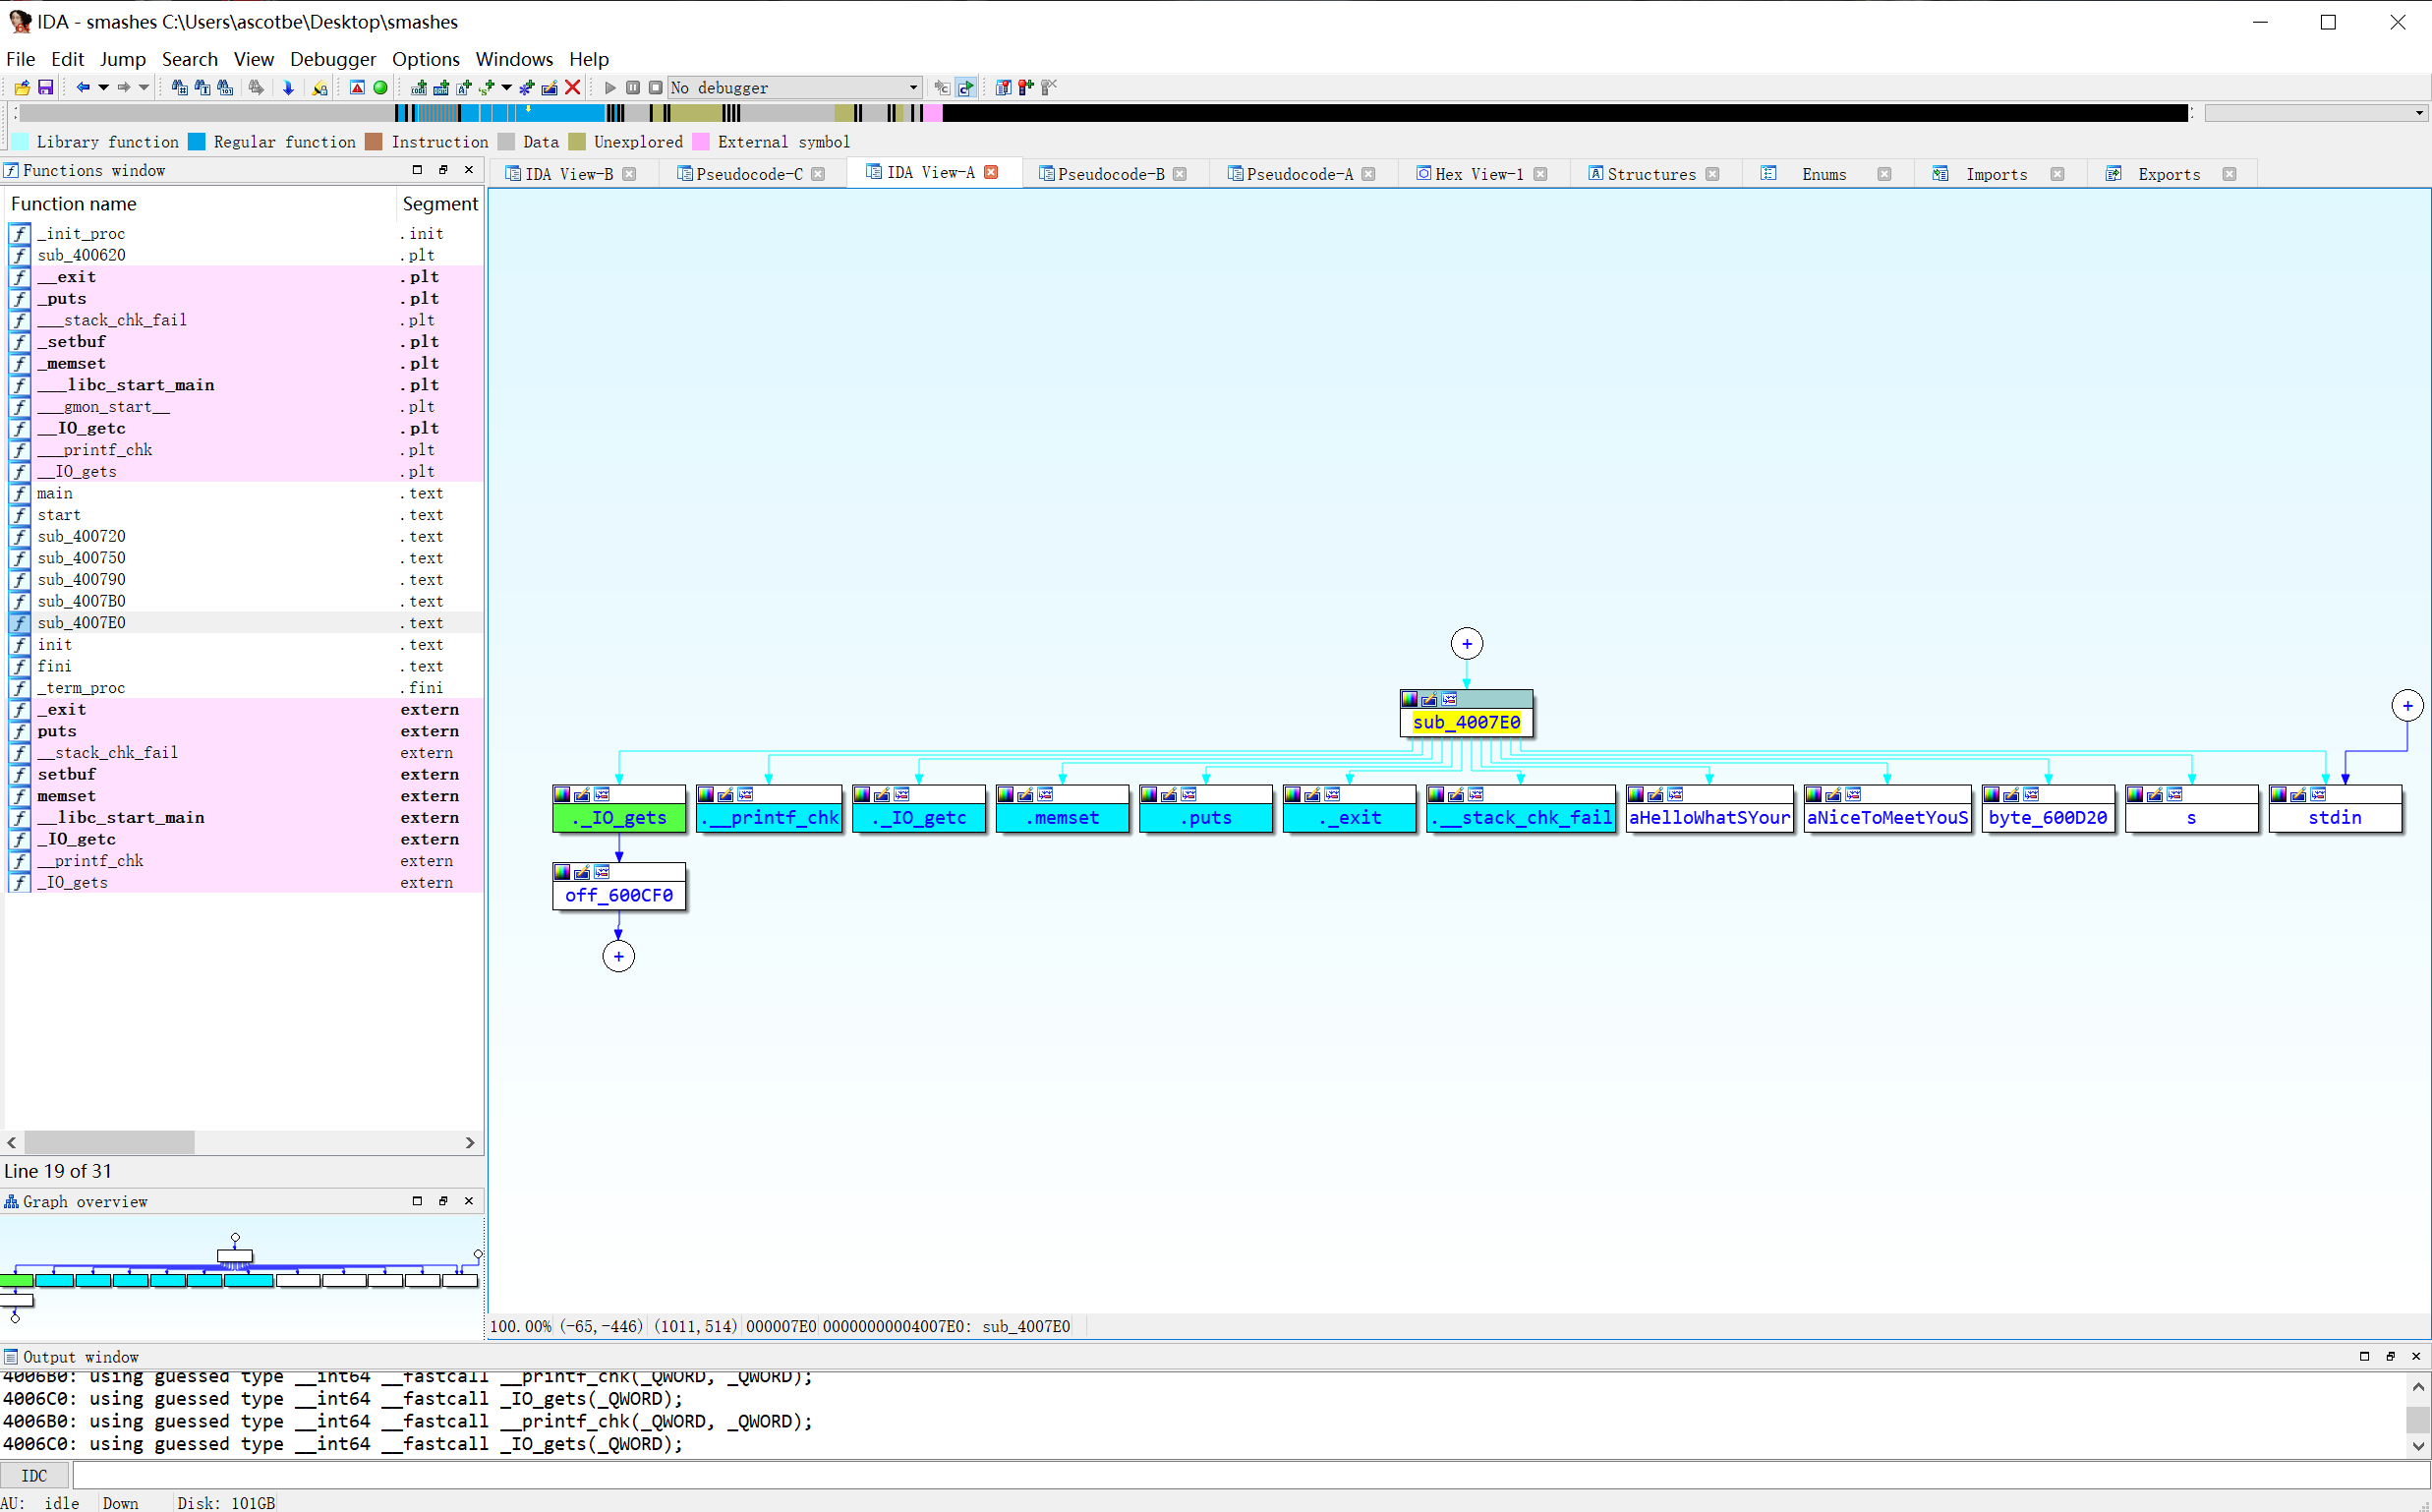 IDA - smashes C:\Users\ascotbe\Desktop\smashes
File Edit Jump Search View Debugger Options Windows Help
No debugger
Library function Regular function Instruction Data Unexplored External symbol
Functions window
IDA View-B Pseudocode-C IDA View-A Pseudocode-B Pseudocode-A Hex View-1 Structures Enums Imports Exports
Function name Segment
_init_proc .init
sub_400620 .plt
__exit .plt
_puts .plt
___stack_chk_fail .plt
_setbuf .plt
_memset .plt
___libc_start_main .plt
___gmon_start__ .plt
__IO_getc .plt
___printf_chk .plt
__IO_gets .plt
main .text
start .text
sub_400720 .text
sub_400750 .text
sub_400790 .text
sub_4007B0 .text
sub_4007E0 .text
init .text
fini .text
_term_proc .fini
_exit extern
puts extern
__stack_chk_fail extern
setbuf extern
memset extern
__libc_start_main extern
_IO_getc extern
__printf_chk extern
_IO_gets extern
Line 19 of 31
Graph overview
sub_4007E0
._IO_gets .__printf_chk ._IO_getc .memset .puts ._exit .__stack_chk_fail aHelloWhatSYour aNiceToMeetYouS byte_600D20 s stdin
off_600CF0
100.00% (-65,-446) (1011,514) 000007E0 00000000004007E0: sub_4007E0
Output window
4006B0: using guessed type __int64 __fastcall __printf_chk(_QWORD, _QWORD);
4006C0: using guessed type __int64 __fastcall _IO_gets(_QWORD);
4006B0: using guessed type __int64 __fastcall __printf_chk(_QWORD, _QWORD);
4006C0: using guessed type __int64 __fastcall _IO_gets(_QWORD);
IDC
AU: idle Down Disk: 101GB